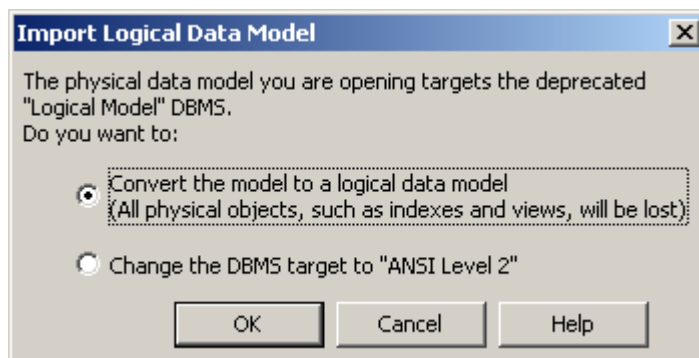 Import Logical Data Model
The physical data model you are opening targets the deprecated
"Logical Model" DBMS.
Do you want to:
Convert the model to a logical data model
(All physical objects, such as indexes and views, will be lost)
Change the DBMS target to "ANSI Level 2"
OK Cancel Help